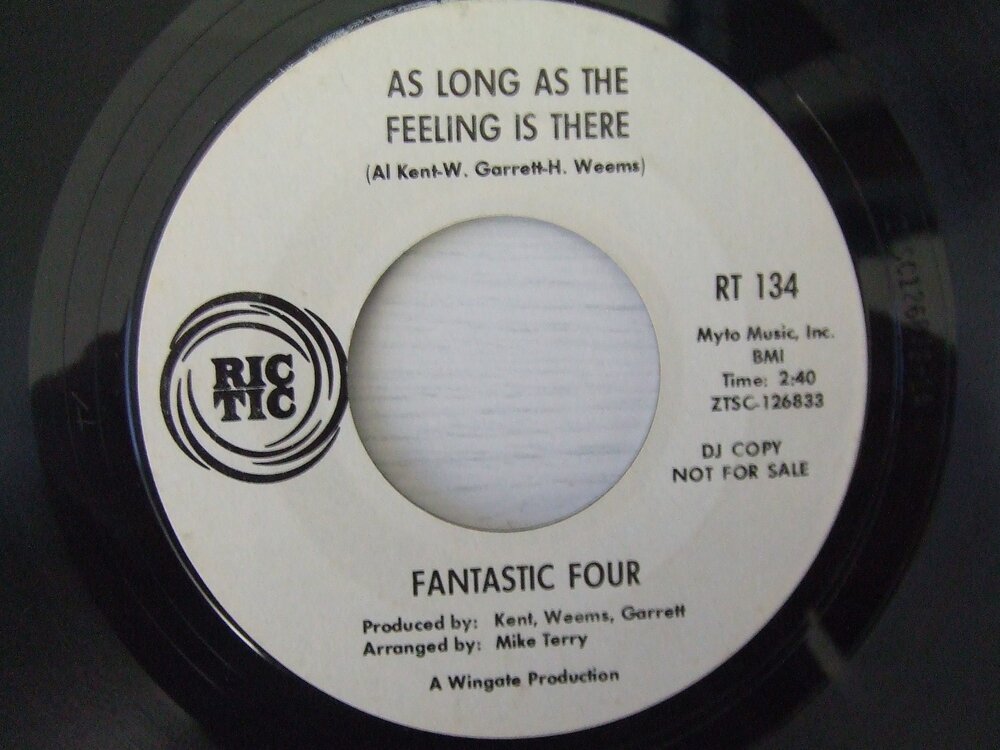 AS LONG AS THE
FEELING IS THERE
(Al Kent-W. Garrett-H. Weems)
RIC
TIC
RT 134
Myto Music, Inc.
BMI
Time: 2:40
ZTSC-126833
DJ COPY
NOT FOR SALE
FANTASTIC FOUR
Produced by: Kent, Weems, Garrett
Arranged by: Mike Terry
A Wingate Production